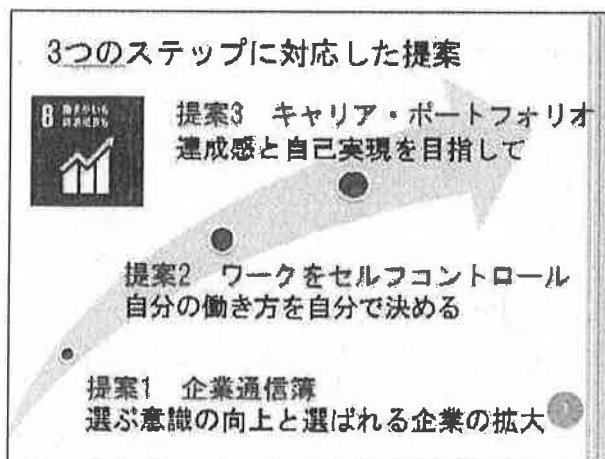 3つのステップに対応した提案
8 働きがいも
経済成長も
提案3 キャリア・ポートフォリオ
達成感と自己実現を目指して
提案2 ワークをセルフコントロール
自分の働き方を自分で決める
提案1 企業通信簿
選ぶ意識の向上と選ばれる企業の拡大